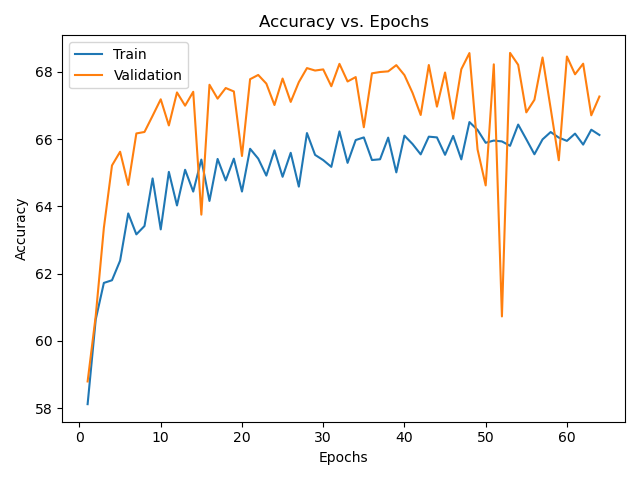 Accuracy vs. Epochs
Train
Validation
68
66
64
62
60
58
Accuracy
0 10 20 30 40 50 60
Epochs